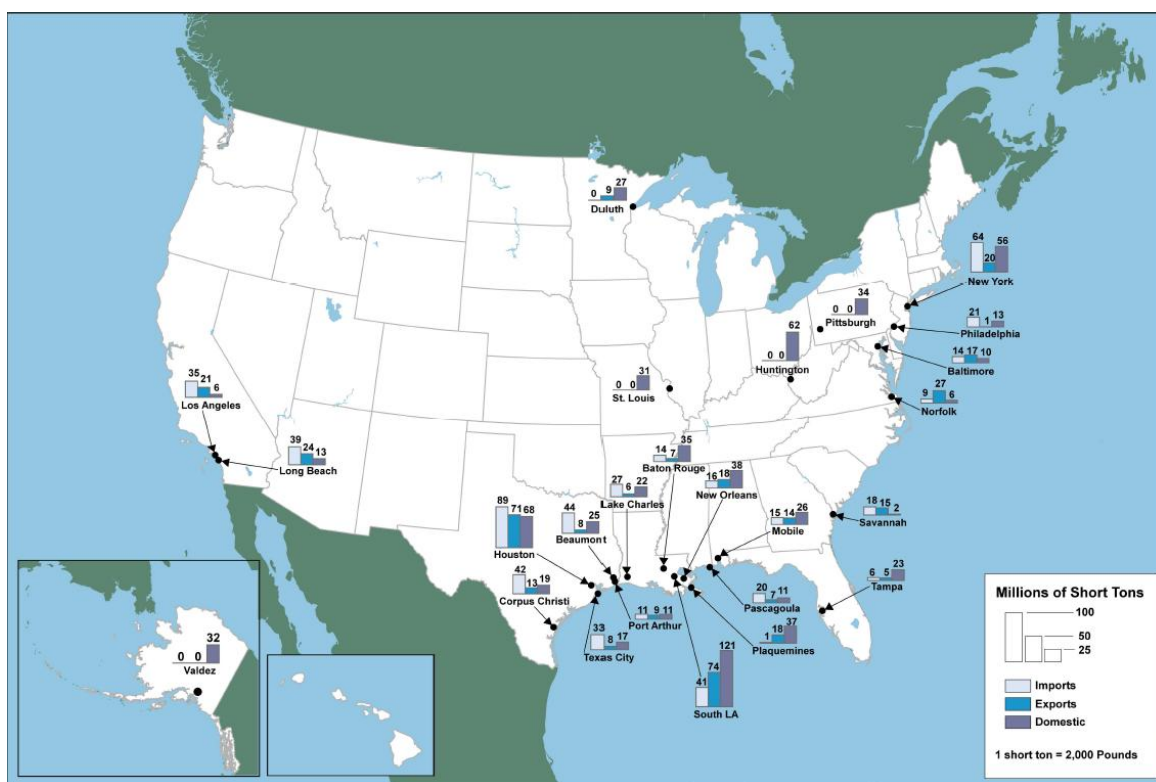 0 9 27
Duluth
64 20 56
New York
0 0 34
Pittsburgh
21 1 13
Philadelphia
0 0 62
Huntington
14 17 10
Baltimore
0 0 31
St. Louis
9 27 6
Norfolk
35 21 6
Los Angeles
39 24 13
Long Beach
14 7 35
Baton Rouge
16 18 38
New Orleans
27 6 22
Lake Charles
89 71 68
Houston
44 8 25
Beaumont
15 14 26
Mobile
18 15 2
Savannah
42 13 19
Corpus Christi
6 5 23
Tampa
20 7 11
Pascagoula
11 9 11
Port Arthur
33 8 17
Texas City
1 18 37
Plaquemines
41 74 121
South LA
1
0 0 32
Valdez
Millions of Short Tons
100
50
25
Imports
Exports
Domestic
1 short ton = 2,000 Pounds